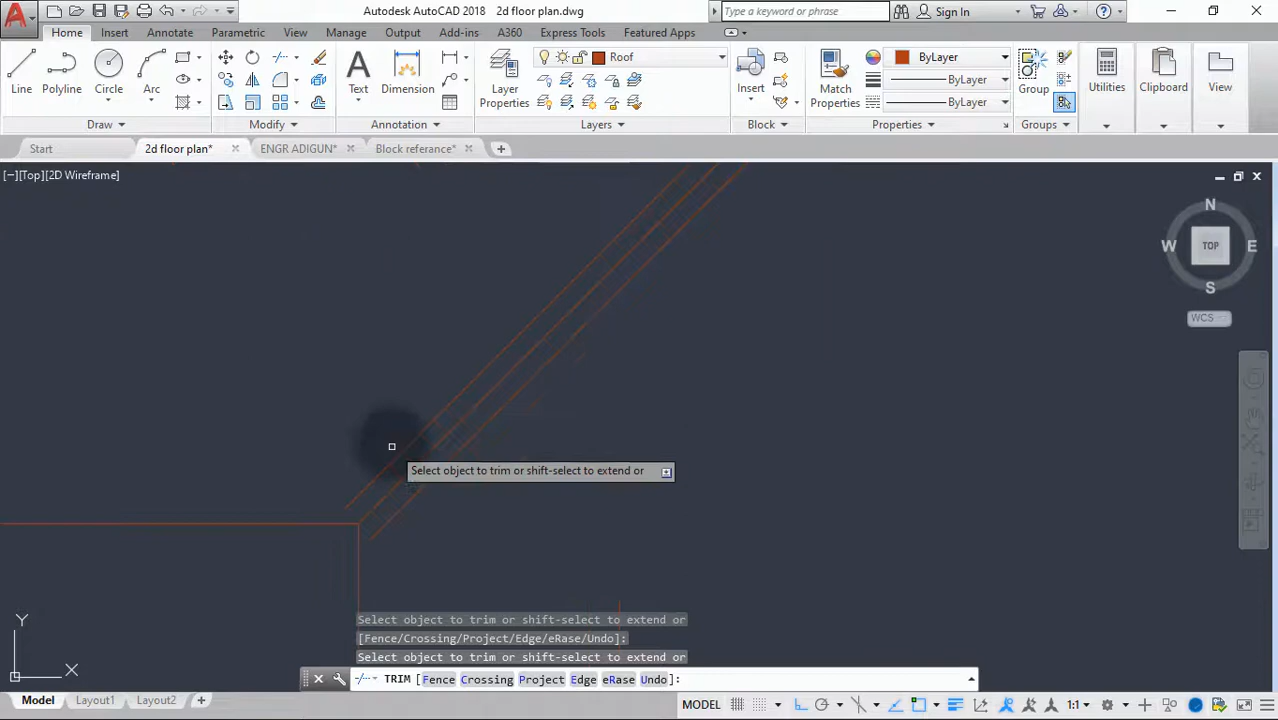 Autodesk AutoCAD 2018   2d floor plan.dwg
Type a keyword or phrase
Sign In
Home Insert Annotate Parametric View Manage Output Add-ins A360 Express Tools Featured Apps
Roof
ByLayer
ByLayer
ByLayer
Line Polyline Circle Arc
Text Dimension
Layer Properties
Insert
Match Properties
Group
Utilities Clipboard View
Draw Modify Annotation Layers Block Properties Groups
Start 2d floor plan* ENGR ADIGUN* Block referance*
[−][Top][2D Wireframe]
N
W TOP E
S
WCS
Select object to trim or shift-select to extend or
Y
X
Select object to trim or shift-select to extend or
[Fence/Crossing/Project/Edge/eRase/Undo]:
Select object to trim or shift-select to extend or
TRIM [Fence Crossing Project Edge eRase Undo]:
Model Layout1 Layout2
MODEL
1:1